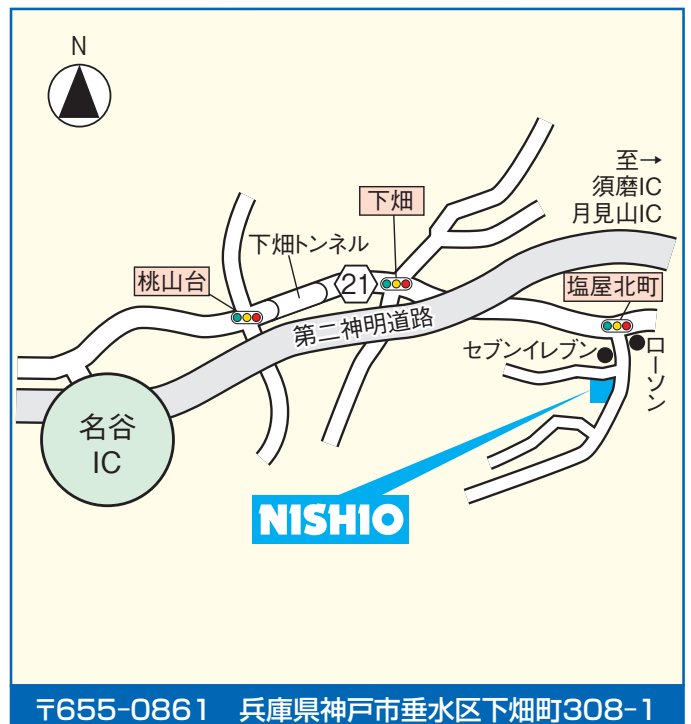 N
至→
須磨IC
月見山IC
下畑
下畑トンネル
桃山台
21
塩屋北町
第二神明道路
セブンイレブン
ローソン
名谷
IC
NISHIO
〒655-0861 兵庫県神戸市垂水区下畑町308-1